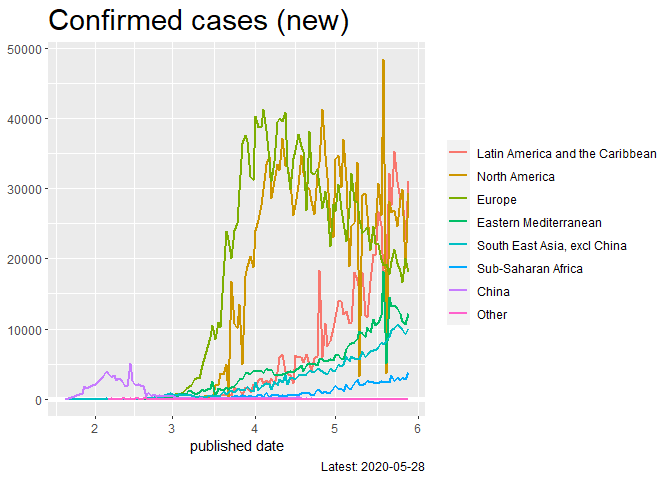 Confirmed cases (new)
50000
40000
30000
20000
10000
0
2 3 4 5 6
published date
Latest: 2020-05-28
Latin America and the Caribbean
North America
Europe
Eastern Mediterranean
South East Asia, excl China
Sub-Saharan Africa
China
Other